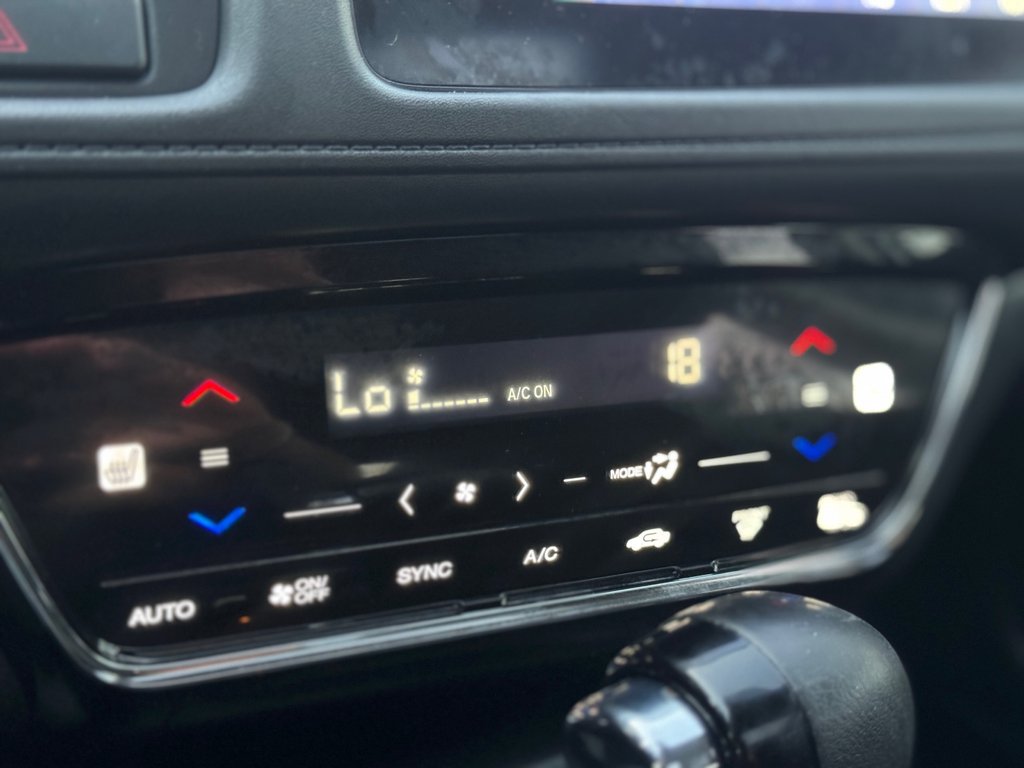 Lo A/C ON 18
MODE
AUTO ON/ SYNC A/C
OFF